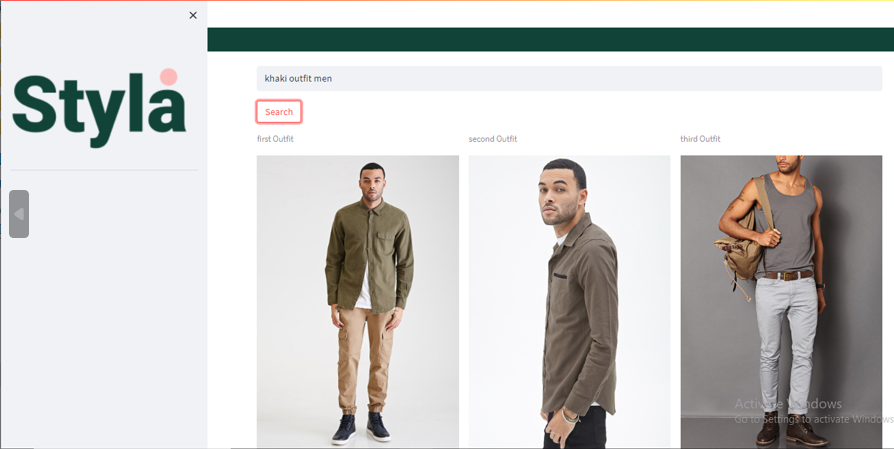 Styla
khaki outfit men
Search
first Outfit
second Outfit
third Outfit
Activate Windows
Go to Settings to activate Windows